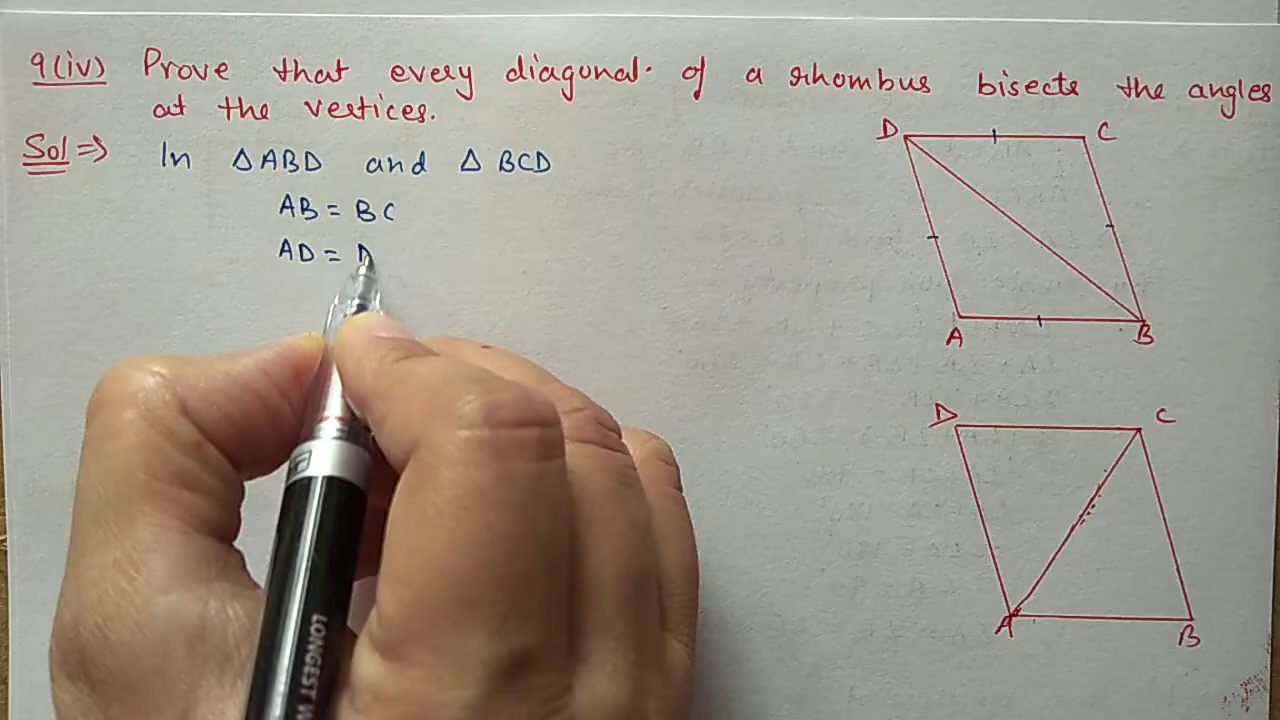 9(iv) Prove that every diagonal. of a rhombus bisects the angles
at the vertices.
Sol⇒ In Δ ABD and Δ BCD
AB = BC
AD = D
D C
A B
D C
A B
LONGEST W